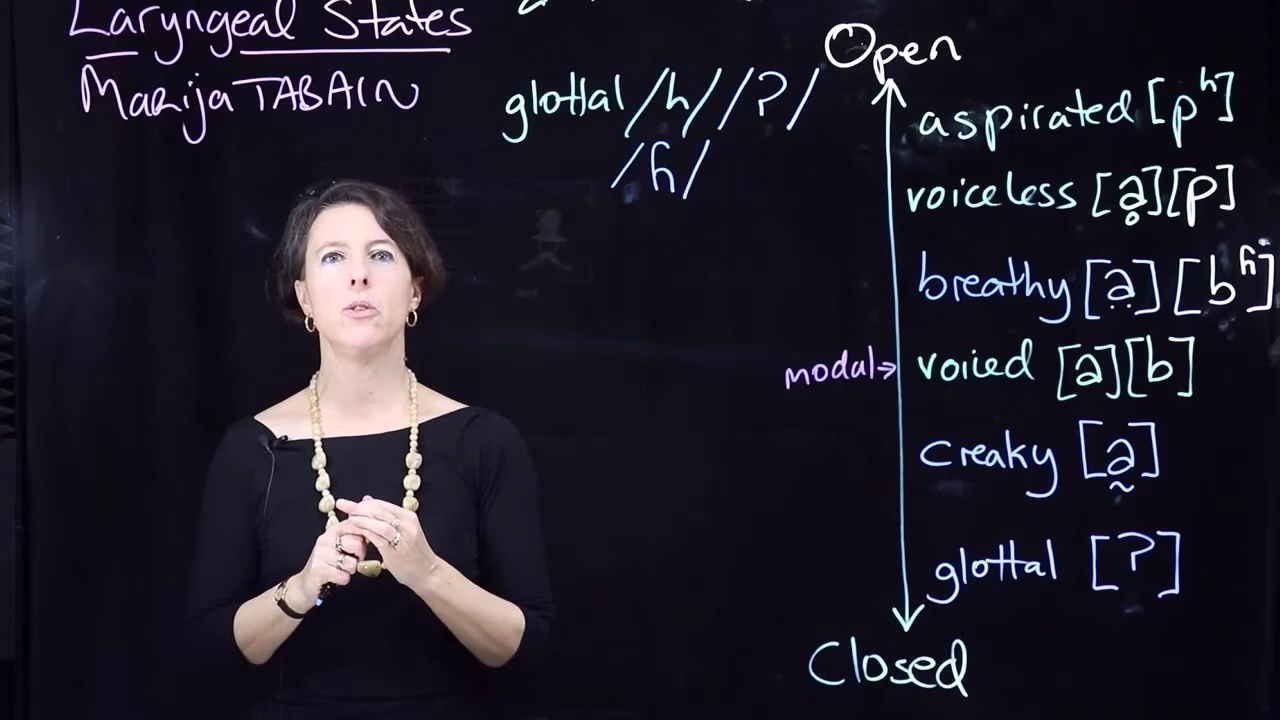 Laryngeal States
Marija TABAIN
glottal /h/ /ʔ/
/ɦ/
Open
aspirated [pʰ]
voiceless [ḁ][p]
breathy [a̤] [bʱ]
modal→ voiced [a][b]
creaky [a̰]
glottal [ʔ]
Closed